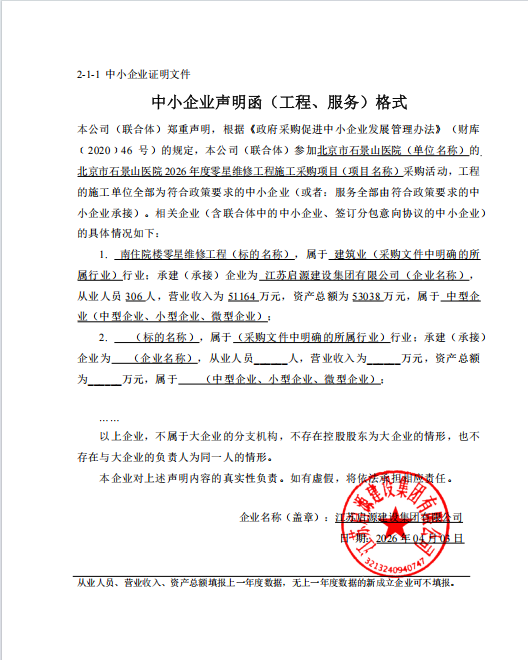 2-1-1 中小企业证明文件
中小企业声明函（工程、服务）格式
本公司（联合体）郑重声明，根据《政府采购促进中小企业发展管理办法》（财库
﹝2020﹞46 号）的规定，本公司（联合体）参加北京市石景山医院（单位名称）的
北京市石景山医院 2026 年度零星维修工程施工采购项目（项目名称）采购活动，工程
的施工单位全部为符合政策要求的中小企业（或者：服务全部由符合政策要求的中
小企业承接）。相关企业（含联合体中的中小企业、签订分包意向协议的中小企业）
的具体情况如下：
1．南住院楼零星维修工程（标的名称），属于 建筑业（采购文件中明确的所
属行业）行业；承建（承接）企业为 江苏启源建设集团有限公司（企业名称），
从业人员 306 人，营业收入为 51164 万元，资产总额为 53038 万元，属于 中型企
业（中型企业、小型企业、微型企业）；
2．（标的名称），属于（采购文件中明确的所属行业）行业；承建（承接）
企业为（企业名称），从业人员______人，营业收入为______万元，资产总额
为______万元，属于（中型企业、小型企业、微型企业）；
……
以上企业，不属于大企业的分支机构，不存在控股股东为大企业的情形，也不
存在与大企业的负责人为同一人的情形。
本企业对上述声明内容的真实性负责。如有虚假，将依法承担相应责任。
企业名称（盖章）：江苏启源建设集团有限公司
日 期：2026 年 04 月 03 日
江苏启源建设集团有限公司
3213240940747
从业人员、营业收入、资产总额填报上一年度数据，无上一年度数据的新成立企业可不填报。